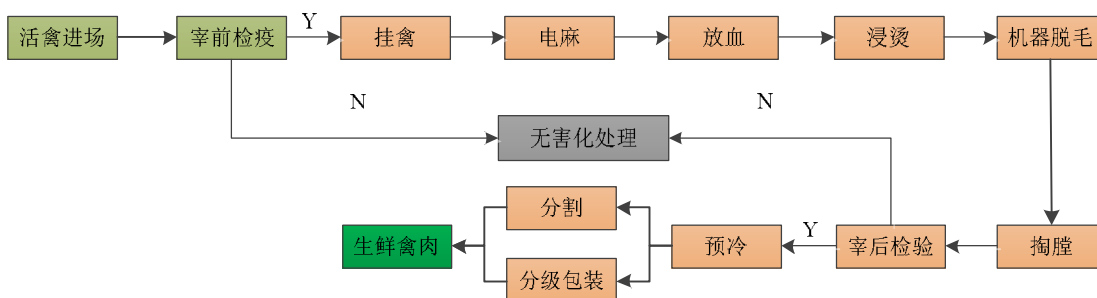 活禽进场
宰前检疫
Y
挂禽
电麻
放血
浸烫
机器脱毛
N
N
无害化处理
分割
生鲜禽肉
分级包装
预冷
Y
宰后检验
掏膛